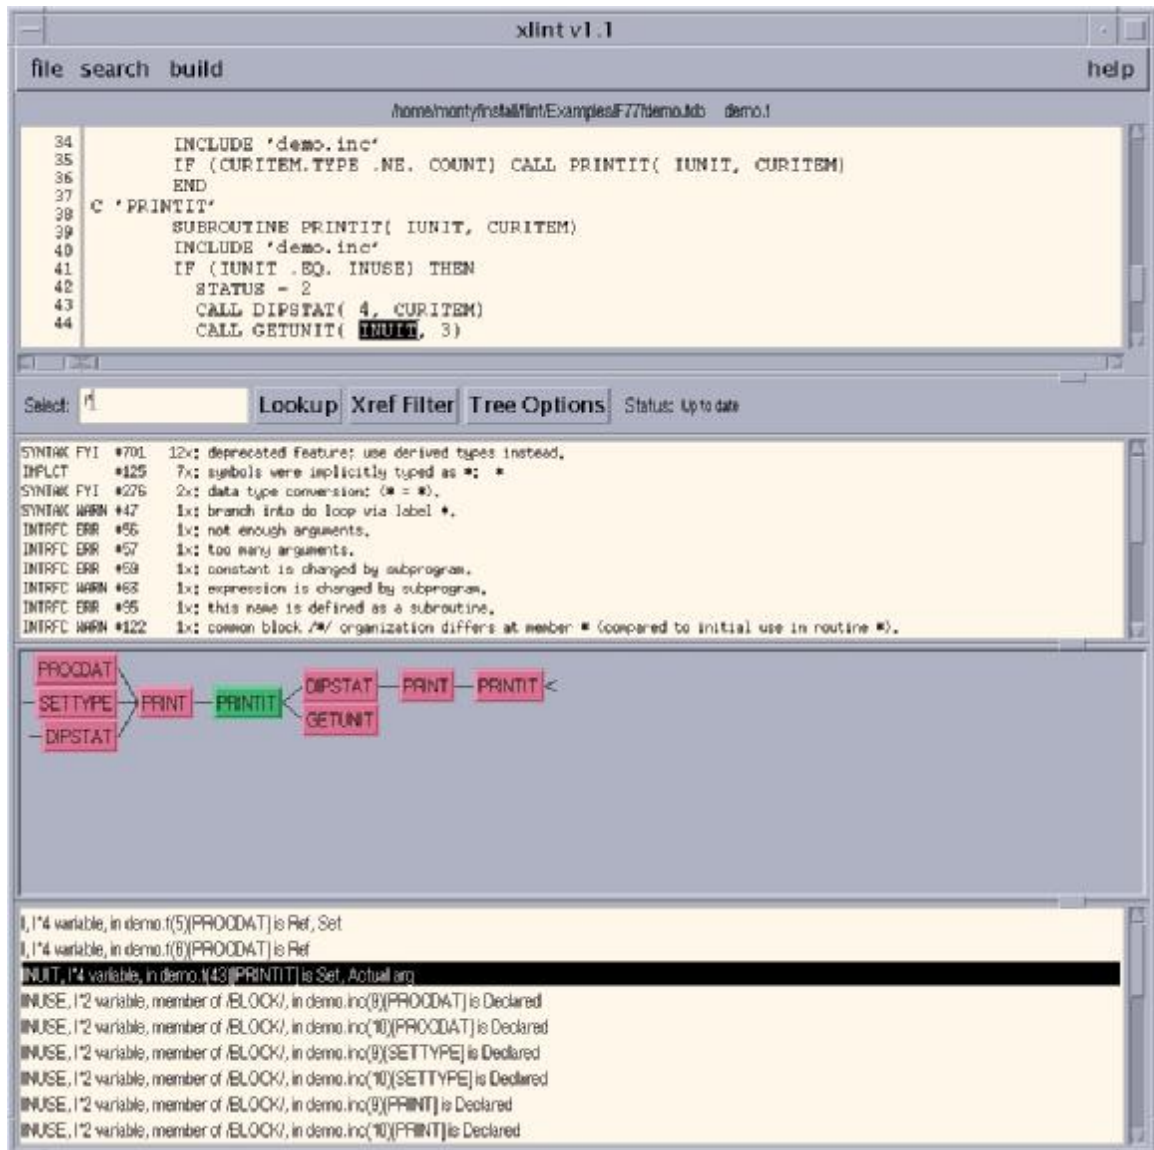 xlint v1.1
file search build help
/home/monty/install/flint/Examples/F77/demo.fdb demo.f
34 INCLUDE 'demo.inc'
35 IF (CURITEM.TYPE .NE. COUNT) CALL PRINTIT( IUNIT, CURITEM)
36 END
37 C 'PRINTIT'
38 SUBROUTINE PRINTIT( IUNIT, CURITEM)
39 INCLUDE 'demo.inc'
40 IF (IUNIT .EQ. INUSE) THEN
41 STATUS = 2
42 CALL DIPSTAT( 4, CURITEM)
43 CALL GETUNIT( INUIT, 3)
44
Select: i* Lookup Xref Filter Tree Options Status: Up to date
SYNTAX FYI #701 12x: deprecated feature: use derived types instead.
IMPLCT #125 7x: symbols were implicitly typed as *: *
SYNTAX FYI #276 2x: data type conversion: (* = *).
SYNTAX WARN #47 1x: branch into do loop via label *.
INTRFC ERR #56 1x: not enough arguments.
INTRFC ERR #57 1x: too many arguments.
INTRFC ERR #59 1x: constant is changed by subprogram.
INTRFC WARN #63 1x: expression is changed by subprogram.
INTRFC ERR #95 1x: this name is defined as a subroutine.
INTRFC WARN #122 1x: common block /*/ organization differs at member * (compared to initial use in routine *).
PROCDAT
SETTYPE PRINT PRINTIT DIPSTAT PRINT PRINTIT <
DIPSTAT GETUNIT
I, I*4 variable, in demo.f(5)[PROCDAT] is Ref, Set
I, I*4 variable, in demo.f(6)[PROCDAT] is Ref
INUIT, I*4 variable, in demo.f(43)[PRINTIT] is Set, Actual arg
INUSE, I*2 variable, member of /BLOCK/, in demo.inc(9)[PROCDAT] is Declared
INUSE, I*2 variable, member of /BLOCK/, in demo.inc(10)[PROCDAT] is Declared
INUSE, I*2 variable, member of /BLOCK/, in demo.inc(9)[SETTYPE] is Declared
INUSE, I*2 variable, member of /BLOCK/, in demo.inc(10)[SETTYPE] is Declared
INUSE, I*2 variable, member of /BLOCK/, in demo.inc(9)[PRINT] is Declared
INUSE, I*2 variable, member of /BLOCK/, in demo.inc(10)[PRINT] is Declared